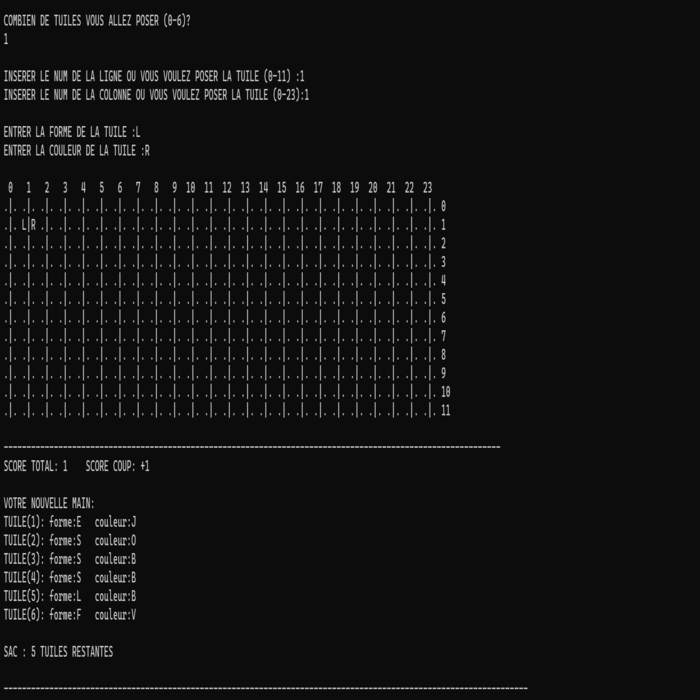 COMBIEN DE TUILES VOUS ALLEZ POSER (0-6)?
1
INSERER LE NUM DE LA LIGNE OU VOUS VOULEZ POSER LA TUILE (0-11) :1
INSERER LE NUM DE LA COLONNE OU VOUS VOULEZ POSER LA TUILE (0-23):1
ENTRER LA FORME DE LA TUILE :L
ENTRER LA COULEUR DE LA TUILE :R
0 1 2 3 4 5 6 7 8 9 10 11 12 13 14 15 16 17 18 19 20 21 22 23
.|. .|. .|. .|. .|. .|. .|. .|. .|. .|. .|. .|. .|. .|. .|. .|. .|. .|. .|. .|. .|. .|. .|. .|. 0
.|. L|R .|. .|. .|. .|. .|. .|. .|. .|. .|. .|. .|. .|. .|. .|. .|. .|. .|. .|. .|. .|. .|. .|. 1
.|. .|. .|. .|. .|. .|. .|. .|. .|. .|. .|. .|. .|. .|. .|. .|. .|. .|. .|. .|. .|. .|. .|. .|. 2
.|. .|. .|. .|. .|. .|. .|. .|. .|. .|. .|. .|. .|. .|. .|. .|. .|. .|. .|. .|. .|. .|. .|. .|. 3
.|. .|. .|. .|. .|. .|. .|. .|. .|. .|. .|. .|. .|. .|. .|. .|. .|. .|. .|. .|. .|. .|. .|. .|. 4
.|. .|. .|. .|. .|. .|. .|. .|. .|. .|. .|. .|. .|. .|. .|. .|. .|. .|. .|. .|. .|. .|. .|. .|. 5
.|. .|. .|. .|. .|. .|. .|. .|. .|. .|. .|. .|. .|. .|. .|. .|. .|. .|. .|. .|. .|. .|. .|. .|. 6
.|. .|. .|. .|. .|. .|. .|. .|. .|. .|. .|. .|. .|. .|. .|. .|. .|. .|. .|. .|. .|. .|. .|. .|. 7
.|. .|. .|. .|. .|. .|. .|. .|. .|. .|. .|. .|. .|. .|. .|. .|. .|. .|. .|. .|. .|. .|. .|. .|. 8
.|. .|. .|. .|. .|. .|. .|. .|. .|. .|. .|. .|. .|. .|. .|. .|. .|. .|. .|. .|. .|. .|. .|. .|. 9
.|. .|. .|. .|. .|. .|. .|. .|. .|. .|. .|. .|. .|. .|. .|. .|. .|. .|. .|. .|. .|. .|. .|. .|. 10
.|. .|. .|. .|. .|. .|. .|. .|. .|. .|. .|. .|. .|. .|. .|. .|. .|. .|. .|. .|. .|. .|. .|. .|. 11
SCORE TOTAL: 1 SCORE COUP: +1
VOTRE NOUVELLE MAIN:
TUILE(1): forme:E couleur:J
TUILE(2): forme:S couleur:O
TUILE(3): forme:S couleur:B
TUILE(4): forme:S couleur:B
TUILE(5): forme:L couleur:B
TUILE(6): forme:F couleur:V
SAC : 5 TUILES RESTANTES